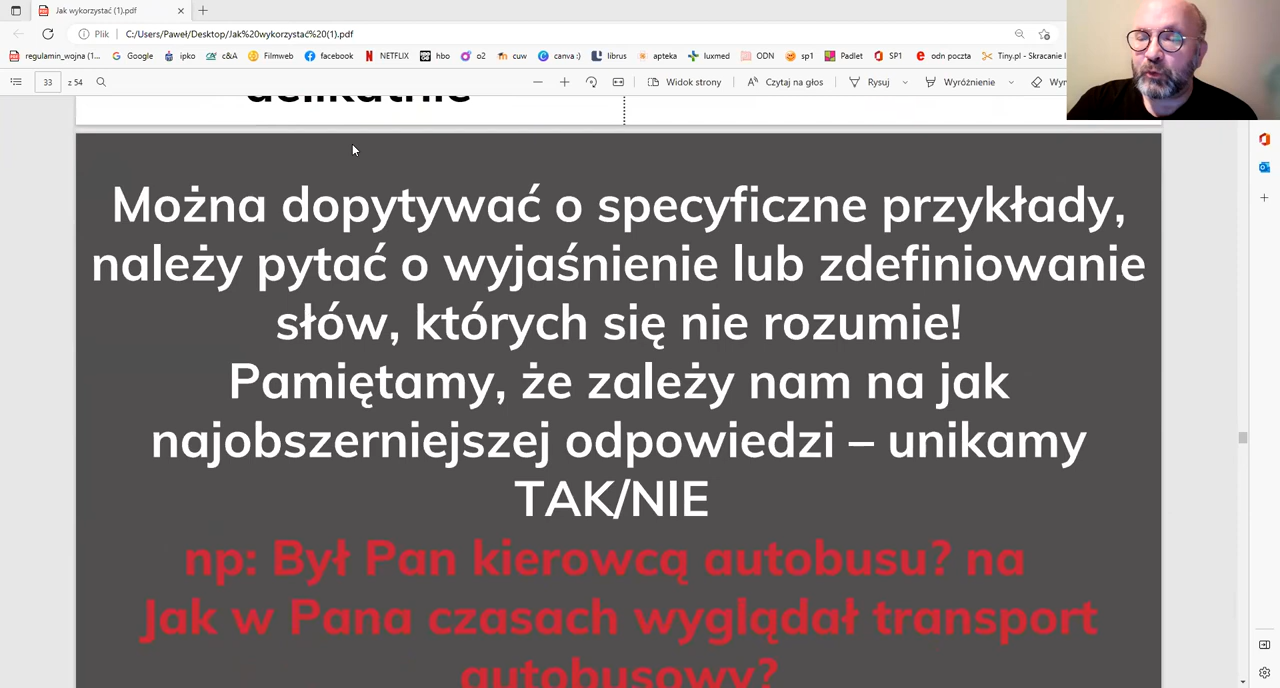 Jak wykorzystać (1).pdf
Plik
C:/Users/Paweł/Desktop/Jak%20wykorzystać%20(1).pdf
regulamin_wojna (1...
Google
ipko
c&A
Filmweb
facebook
NETFLIX
hbo
o2
cuw
canva :)
librus
apteka
luxmed
ODN
sp1
Padlet
SP1
odn poczta
Tiny.pl - Skracanie l
33
z 54
Widok strony
Czytaj na głos
Rysuj
Wyróżnienie
Wy
delikatnie
Można dopytywać o specyficzne przykłady,
należy pytać o wyjaśnienie lub zdefiniowanie
słów, których się nie rozumie!
Pamiętamy, że zależy nam na jak
najobszerniejszej odpowiedzi – unikamy
TAK/NIE
np: Był Pan kierowcą autobusu? na
Jak w Pana czasach wyglądał transport
autobusowy?